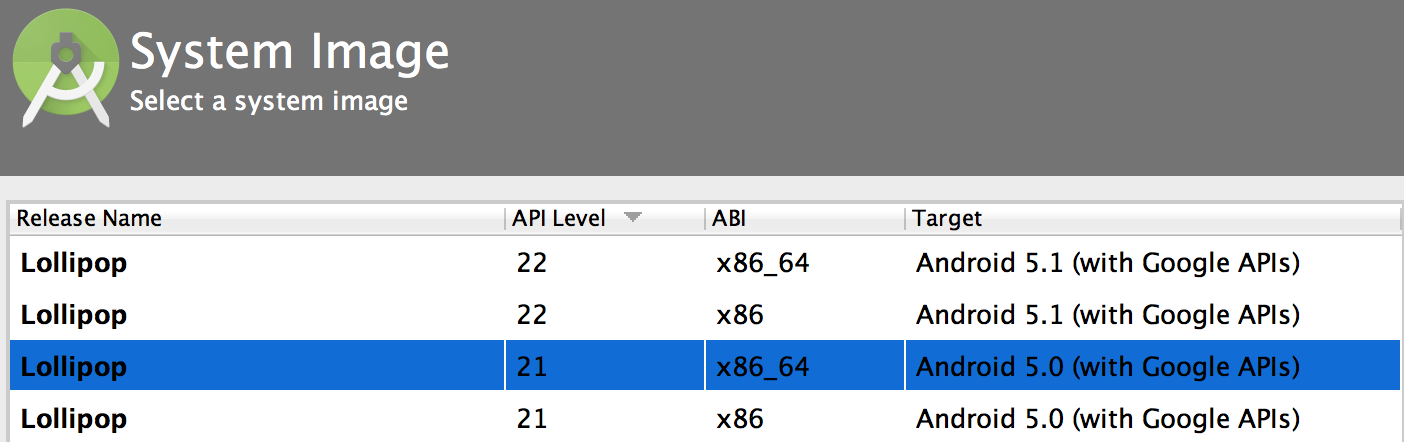 System Image
Select a system image
Release Name API Level ABI Target
Lollipop 22 x86_64 Android 5.1 (with Google APIs)
Lollipop 22 x86 Android 5.1 (with Google APIs)
Lollipop 21 x86_64 Android 5.0 (with Google APIs)
Lollipop 21 x86 Android 5.0 (with Google APIs)